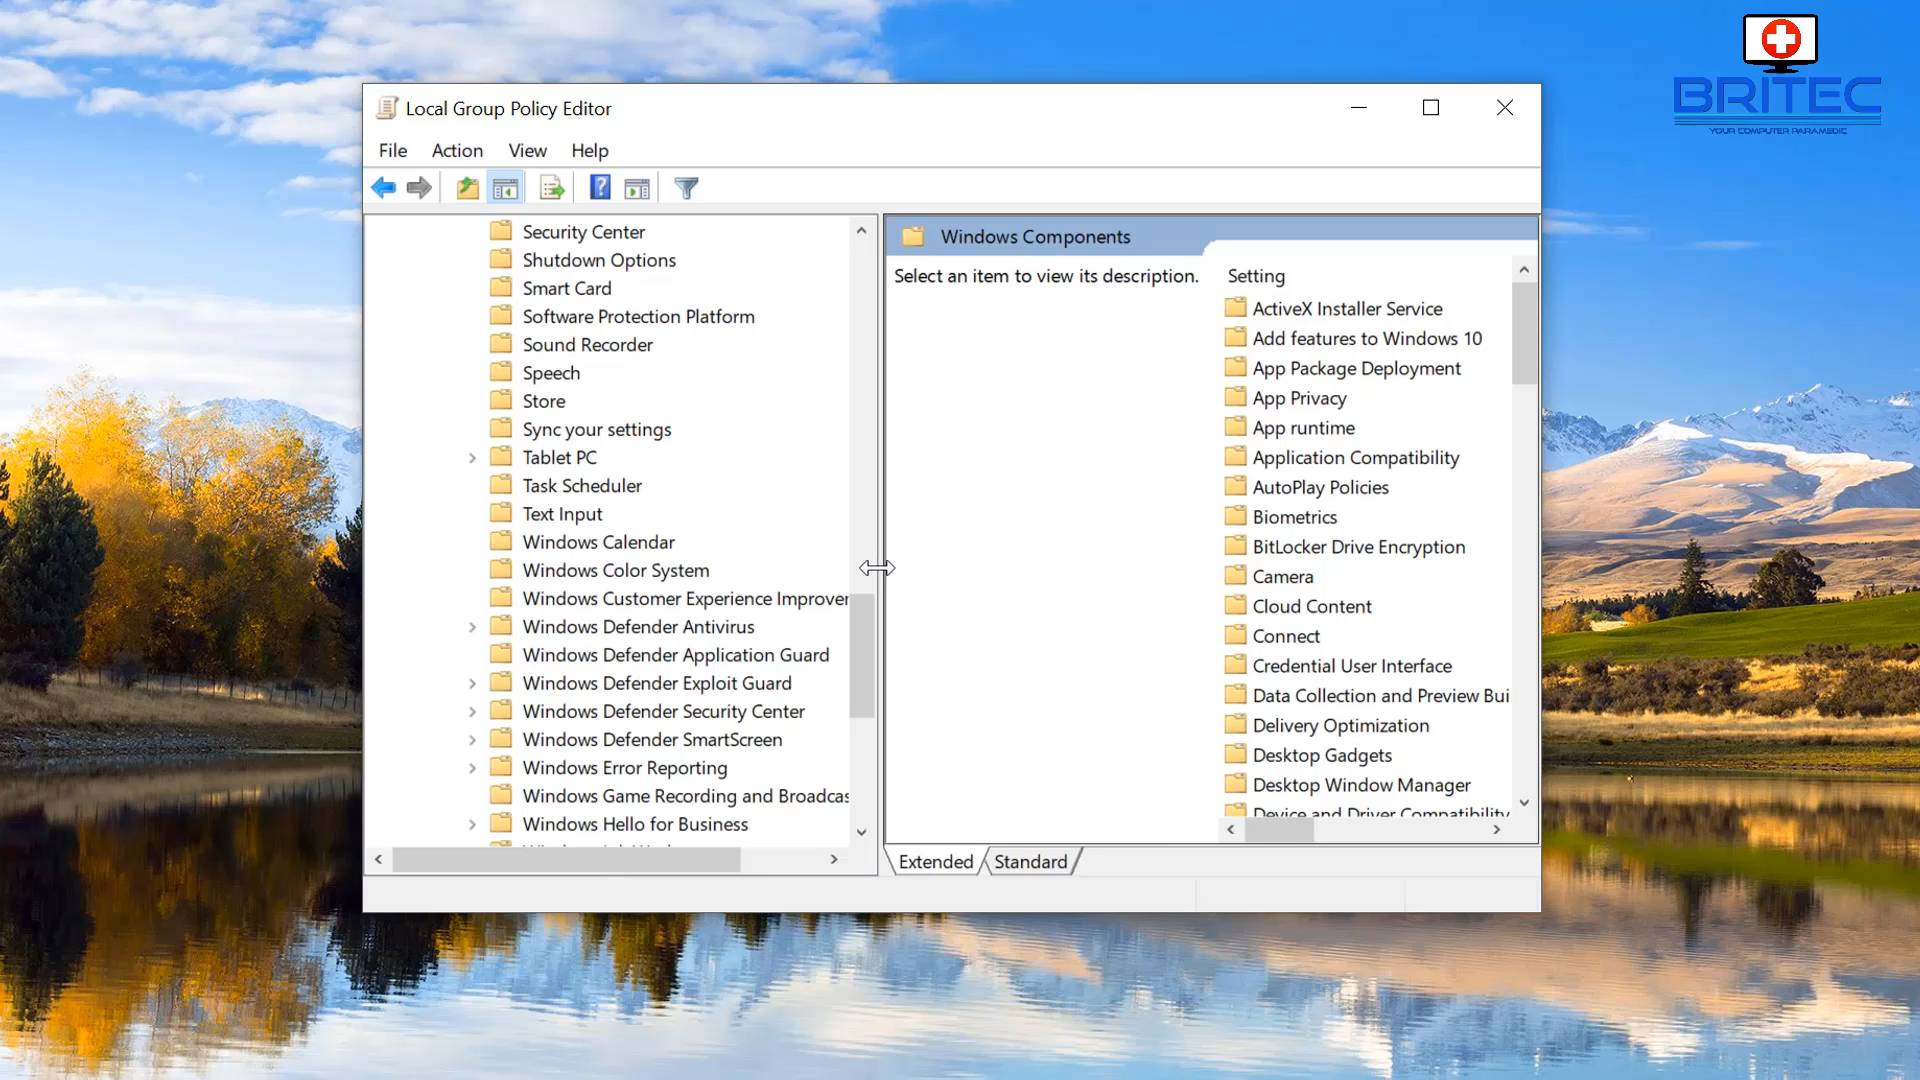 BRITEC
YOUR COMPUTER PARAMEDIC
Local Group Policy Editor
File Action View Help
Security Center
Shutdown Options
Smart Card
Software Protection Platform
Sound Recorder
Speech
Store
Sync your settings
Tablet PC
Task Scheduler
Text Input
Windows Calendar
Windows Color System
Windows Customer Experience Improver
Windows Defender Antivirus
Windows Defender Application Guard
Windows Defender Exploit Guard
Windows Defender Security Center
Windows Defender SmartScreen
Windows Error Reporting
Windows Game Recording and Broadcas
Windows Hello for Business
Windows Components
Select an item to view its description.
Setting
ActiveX Installer Service
Add features to Windows 10
App Package Deployment
App Privacy
App runtime
Application Compatibility
AutoPlay Policies
Biometrics
BitLocker Drive Encryption
Camera
Cloud Content
Connect
Credential User Interface
Data Collection and Preview Bui
Delivery Optimization
Desktop Gadgets
Desktop Window Manager
Device and Driver Compatibility
Extended Standard